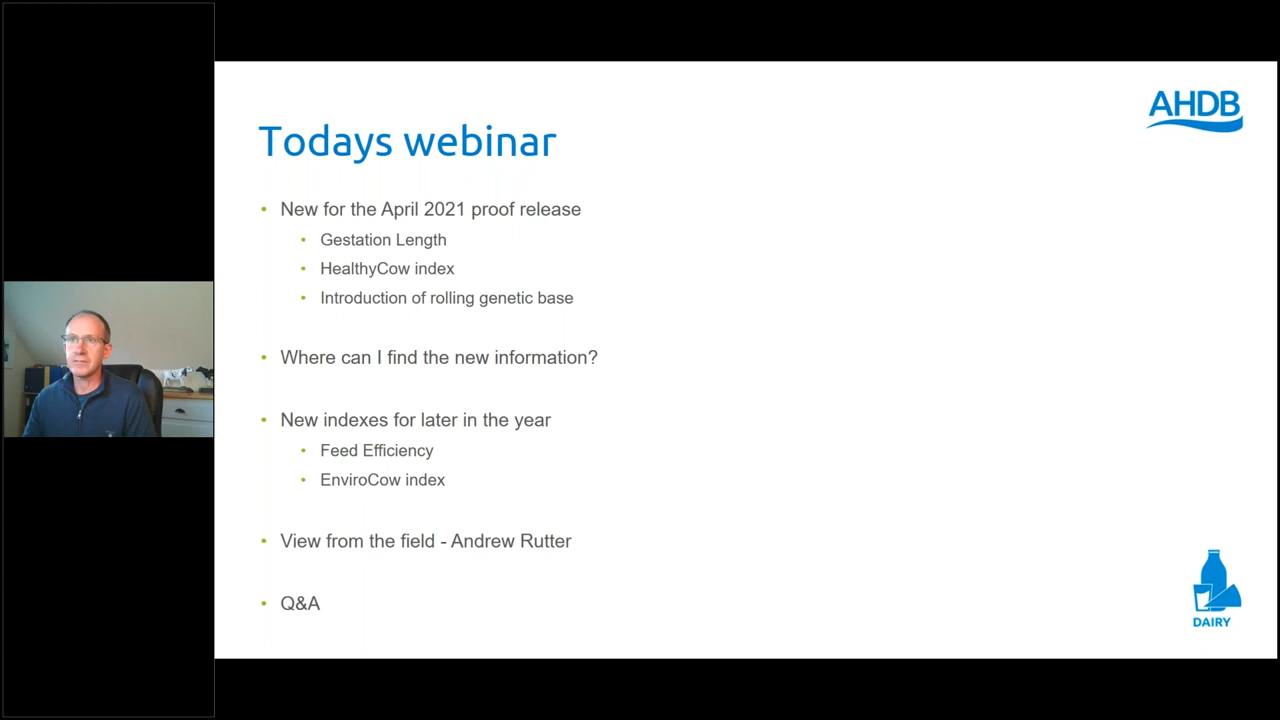 AHDB
Todays webinar
• New for the April 2021 proof release
• Gestation Length
• HealthyCow index
• Introduction of rolling genetic base
• Where can I find the new information?
• New indexes for later in the year
• Feed Efficiency
• EnviroCow index
• View from the field - Andrew Rutter
• Q&A
DAIRY